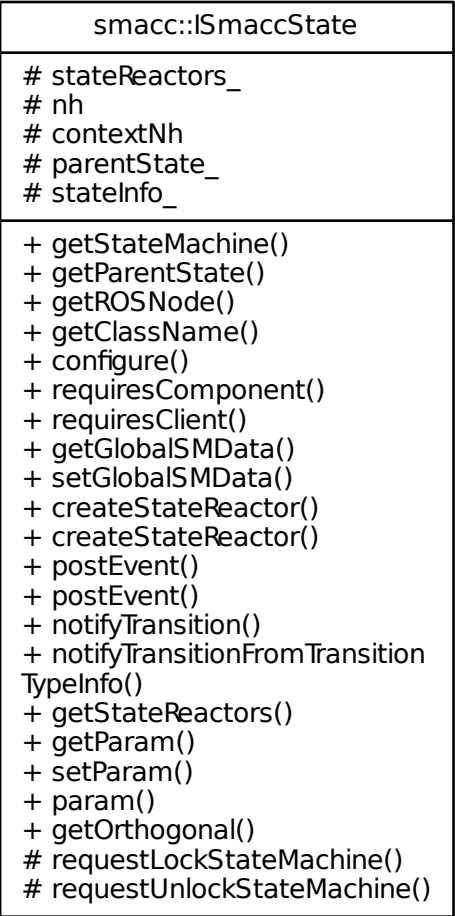 smacc::ISmaccState
# stateReactors_
# nh
# contextNh
# parentState_
# stateInfo_
+ getStateMachine()
+ getParentState()
+ getROSNode()
+ getClassName()
+ configure()
+ requiresComponent()
+ requiresClient()
+ getGlobalSMData()
+ setGlobalSMData()
+ createStateReactor()
+ createStateReactor()
+ postEvent()
+ postEvent()
+ notifyTransition()
+ notifyTransitionFromTransition
TypeInfo()
+ getStateReactors()
+ getParam()
+ setParam()
+ param()
+ getOrthogonal()
# requestLockStateMachine()
# requestUnlockStateMachine()